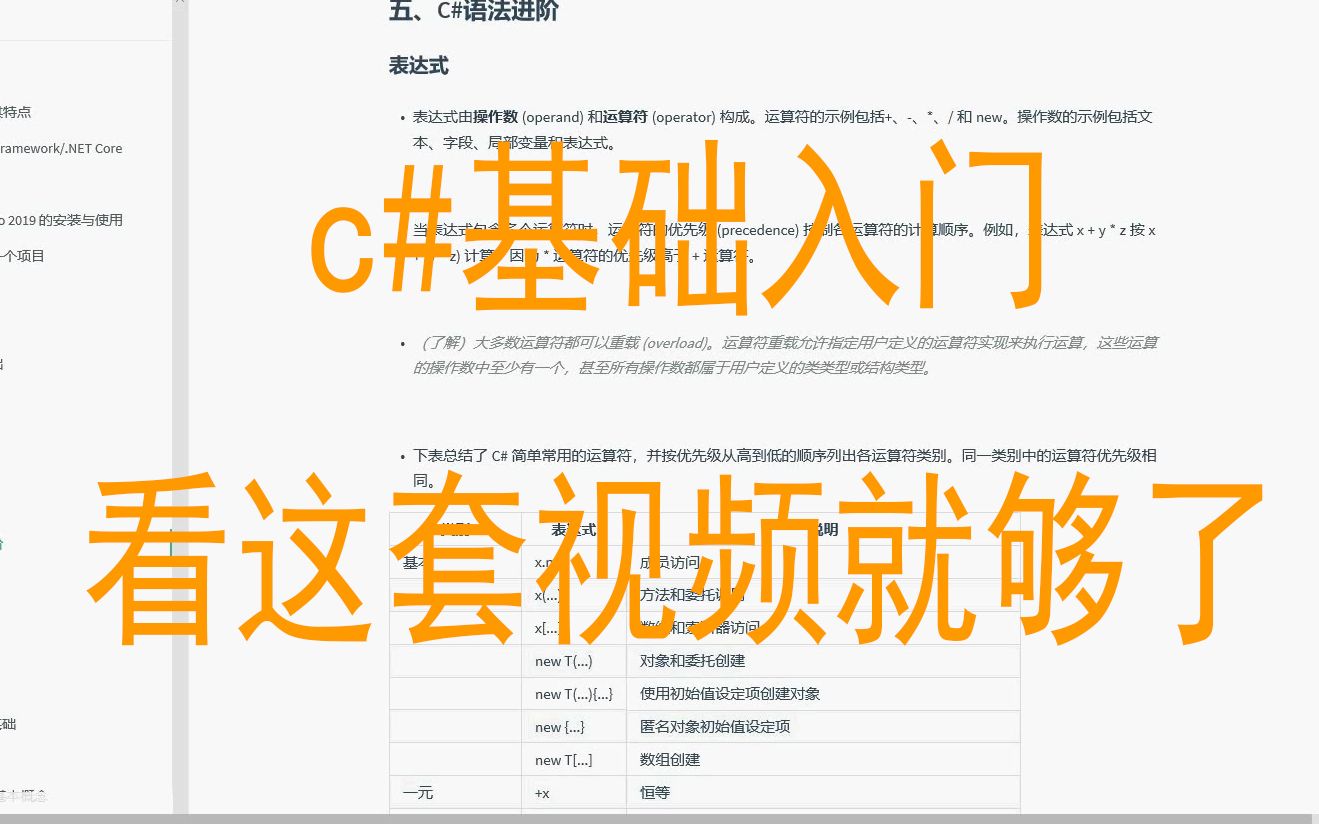 五、C#语法进阶
表达式
其特点
ramework/.NET Core
o 2019 的安装与使用
一个项目
• 表达式由操作数 (operand) 和运算符 (operator) 构成。运算符的示例包括+、-、*、/ 和 new。操作数的示例包括文
本、字段、局部变量和表达式。
c#基础入门
当表达式包含多个运算符时，运算符的优先级 (precedence) 控制各运算符的计算顺序。例如，表达式 x + y * z 按 x
z) 计算，因为 * 运算符的优先级高于 + 运算符。
• （了解）大多数运算符都可以重载 (overload)。运算符重载允许指定用户定义的运算符实现来执行运算，这些运算
的操作数中至少有一个，甚至所有操作数都属于用户定义的类类型或结构类型。
• 下表总结了 C# 简单常用的运算符，并按优先级从高到低的顺序列出各运算符类别。同一类别中的运算符优先级相
同。
看这套视频就够了
类别 表达式 说明
基本 x.m 成员访问
x(...) 方法和委托调用
x[...] 数组和索引器访问
new T(...) 对象和委托创建
new T(...){...} 使用初始值设定项创建对象
new {...} 匿名对象初始值设定项
new T[...] 数组创建
一元 +x 恒等
基础
基本概念